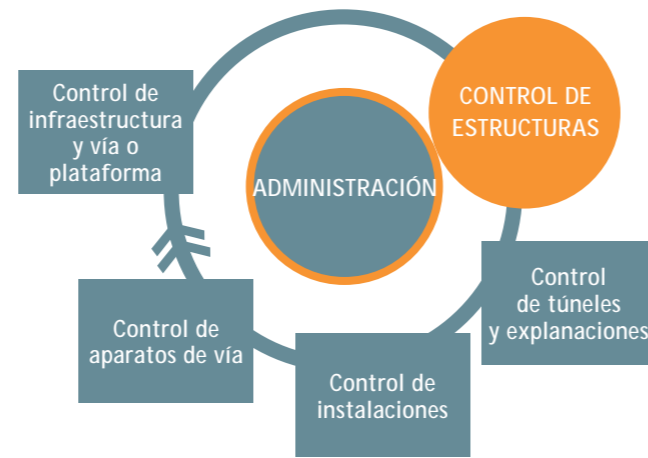 Control de
infraestructura
y vía o
plataforma
CONTROL DE
ESTRUCTURAS
ADMINISTRACIÓN
Control
de túneles
y explanaciones
Control de
aparatos de vía
Control de
instalaciones